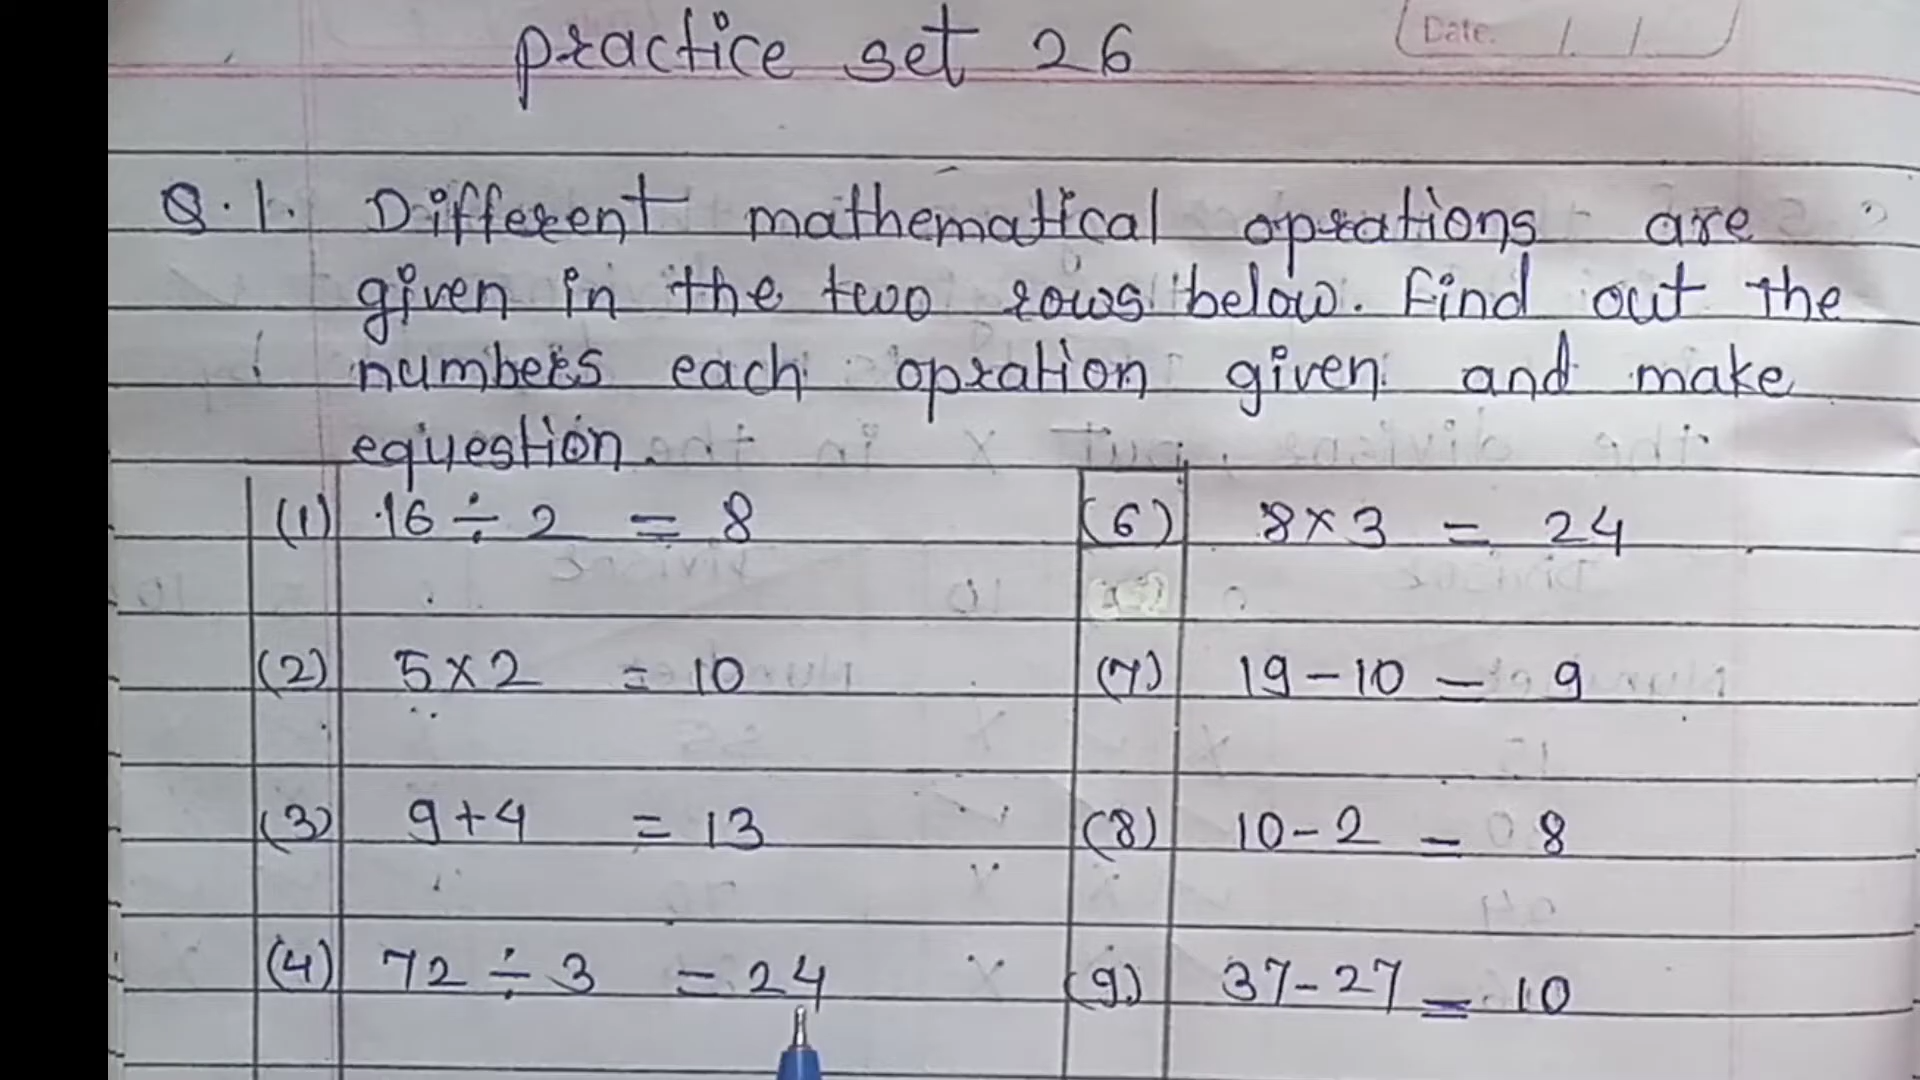 practice set 26
Date. / /
Q.1. Different mathematical oprations are
given in the two rows below. Find out the
numbers each opration given and make
equestion.
(1) 16 ÷ 2 = 8
(6) 8 × 3 = 24
(2) 5 × 2 = 10
(7) 19 - 10 = 9
(3) 9 + 4 = 13
(8) 10 - 2 = 8
(4) 72 ÷ 3 = 24
(9) 37 - 27 = 10